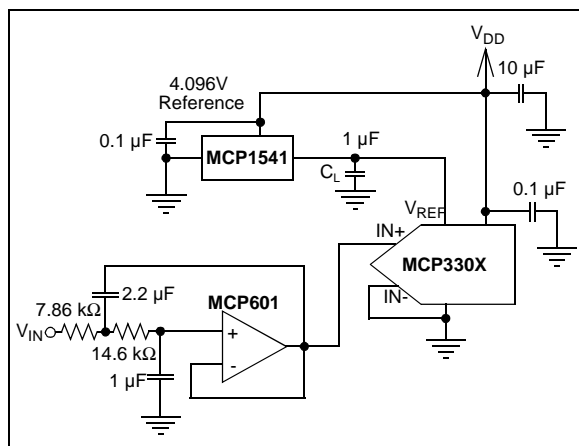 V_DD
10 µF
4.096V
Reference
0.1 µF
MCP1541
1 µF
C_L
V_REF
0.1 µF
IN+
MCP330X
IN-
2.2 µF
MCP601
7.86 kΩ
V_IN
14.6 kΩ
+
-
1 µF